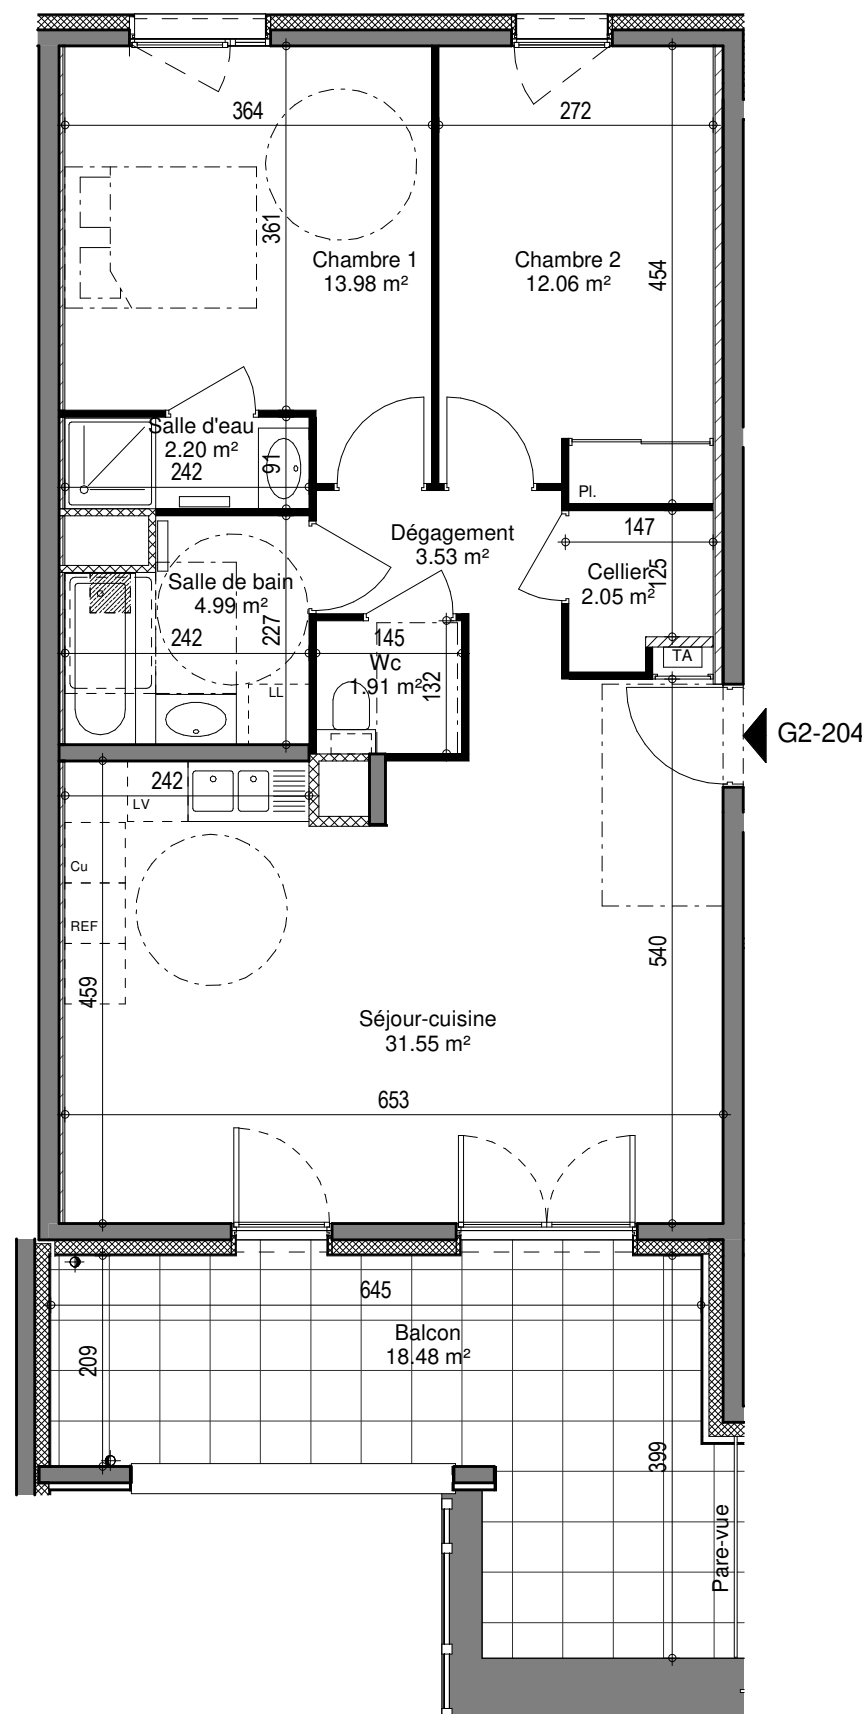 364
272
361
454
Chambre 1
13.98 m²
Chambre 2
12.06 m²
Salle d'eau
2.20 m²
242
91
Pl.
Dégagement
3.53 m²
147
125
Cellier
2.05 m²
Salle de bain
4.99 m²
242
227
145
Wc
1.91 m²
132
TA
LL
G2-204
242
LV
Cu
REF
459
540
Séjour-cuisine
31.55 m²
653
645
Balcon
18.48 m²
209
399
Pare-vue